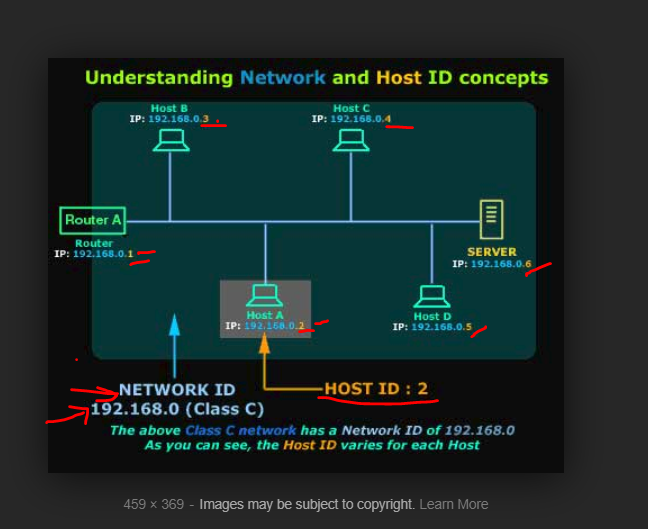 Understanding Network and Host ID concepts
Host B
IP: 192.168.0.3
Host C
IP: 192.168.0.4
Router A
Router
IP: 192.168.0.1
SERVER
IP: 192.168.0.6
Host A
IP: 192.168.0.2
Host D
IP: 192.168.0.5
NETWORK ID
192.168.0 (Class C)
HOST ID : 2
The above Class C network has a Network ID of 192.168.0
As you can see, the Host ID varies for each Host
459 × 369 - Images may be subject to copyright. Learn More